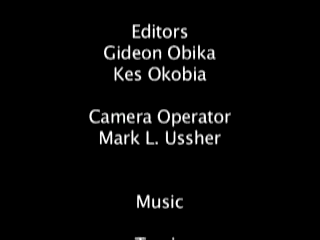 Editors
Gideon Obika
Kes Okobia
Camera Operator
Mark L. Ussher
Music